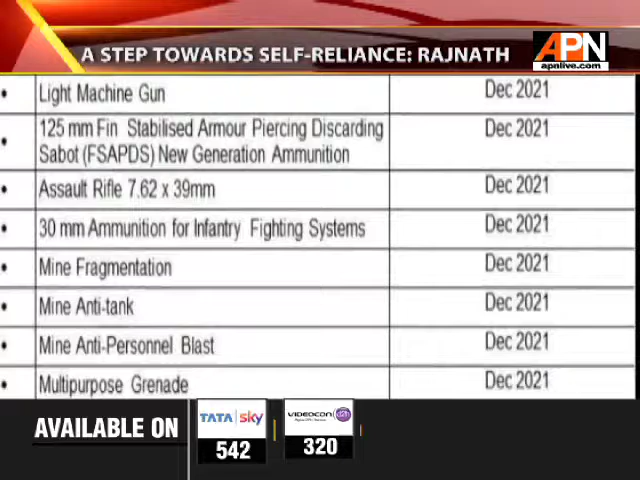 A STEP TOWARDS SELF-RELIANCE: RAJNATH
APN
apnlive.com
• Light Machine Gun Dec 2021
• 125 mm Fin Stabilised Armour Piercing Discarding Dec 2021
Sabot (FSAPDS) New Generation Ammunition
• Assault Rifle 7.62 x 39mm Dec 2021
• 30 mm Ammunition for Infantry Fighting Systems Dec 2021
• Mine Fragmentation Dec 2021
• Mine Anti-tank Dec 2021
• Mine Anti-Personnel Blast Dec 2021
• Multipurpose Grenade Dec 2021
AVAILABLE ON
TATA sky
542
VIDEOCON d2h
320